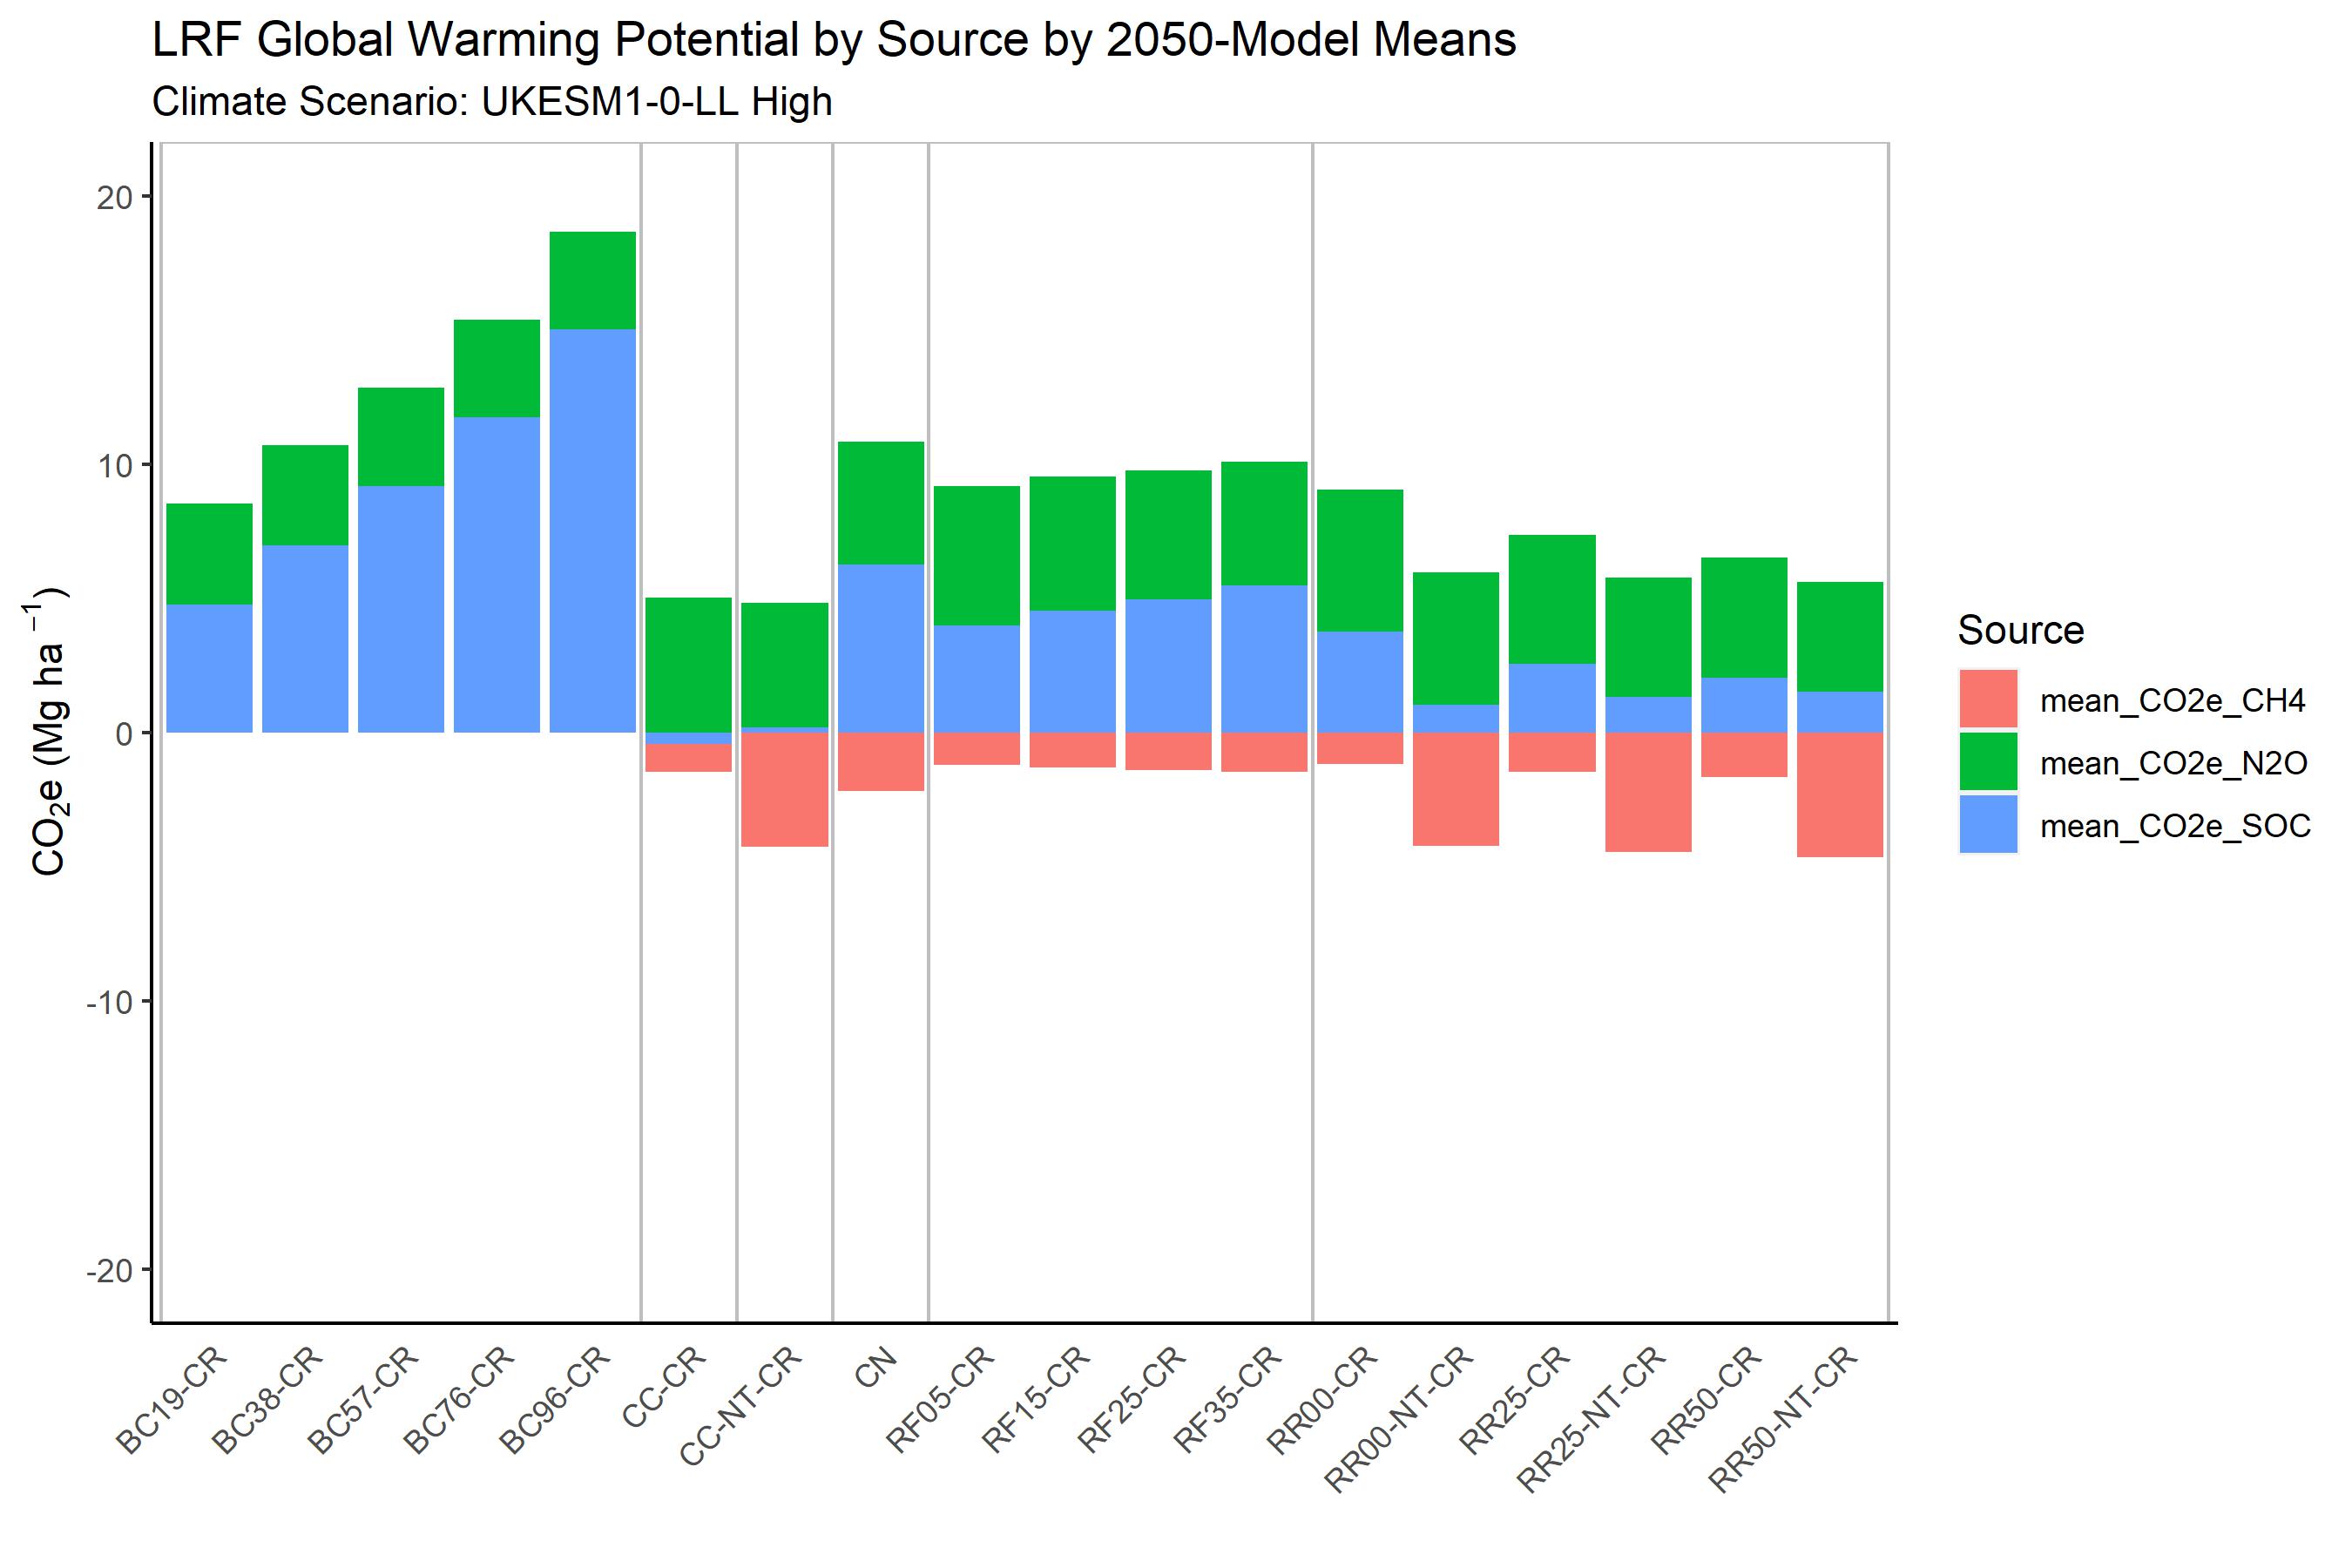 LRF Global Warming Potential by Source by 2050-Model Means
Climate Scenario: UKESM1-0-LL High
CO₂e (Mg ha ⁻¹)
20
10
0
-10
-20
BC19-CR
BC38-CR
BC57-CR
BC76-CR
BC96-CR
CC-CR
CC-NT-CR
CN
RF05-CR
RF15-CR
RF25-CR
RF35-CR
RR00-CR
RR00-NT-CR
RR25-CR
RR25-NT-CR
RR50-CR
RR50-NT-CR
Source
mean_CO2e_CH4
mean_CO2e_N2O
mean_CO2e_SOC